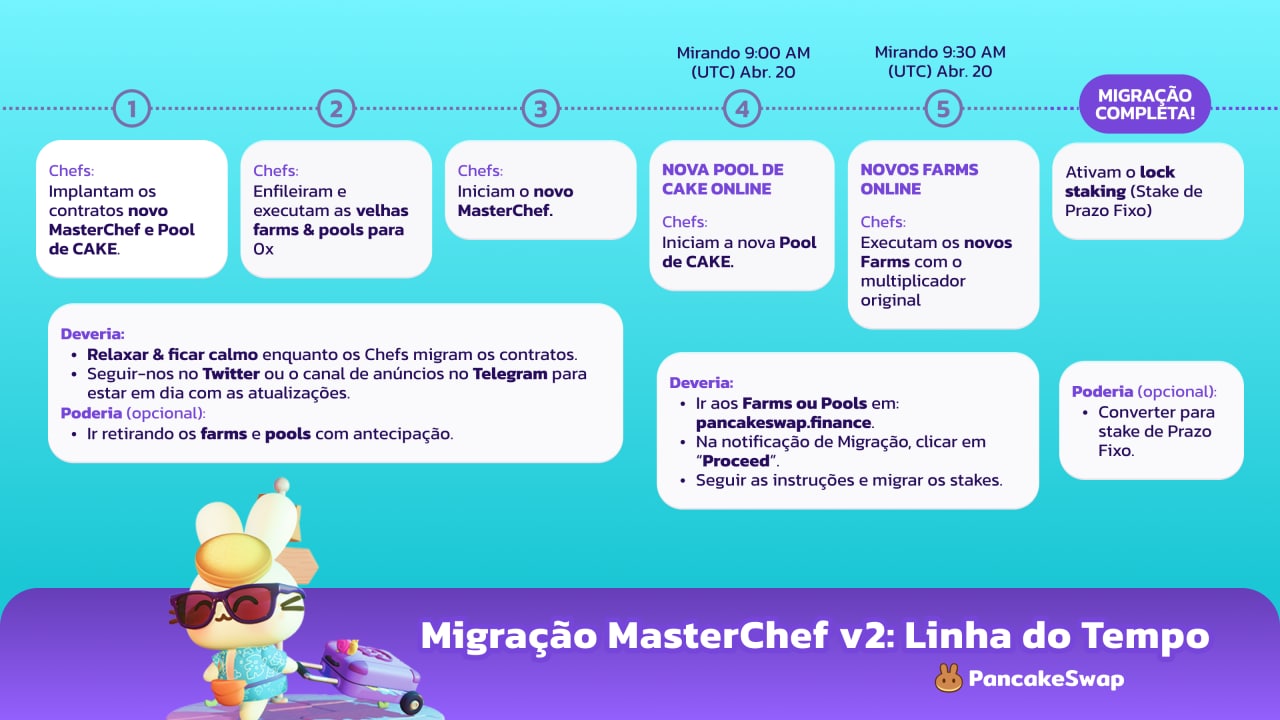 Mirando 9:00 AM
(UTC) Abr. 20
Mirando 9:30 AM
(UTC) Abr. 20
1
2
3
4
5
MIGRAÇÃO
COMPLETA!
Chefs:
Implantam os
contratos novo
MasterChef e Pool
de CAKE.
Chefs:
Enfileiram e
executam as velhas
farms & pools para
0x
Chefs:
Iniciam o novo
MasterChef.
NOVA POOL DE
CAKE ONLINE
Chefs:
Iniciam a nova Pool
de CAKE.
NOVOS FARMS
ONLINE
Chefs:
Executam os novos
Farms com o
multiplicador
original
Ativam o lock
staking (Stake de
Prazo Fixo)
Deveria:
• Relaxar & ficar calmo enquanto os Chefs migram os contratos.
• Seguir-nos no Twitter ou o canal de anúncios no Telegram para
estar em dia com as atualizações.
Poderia (opcional):
• Ir retirando os farms e pools com antecipação.
Deveria:
• Ir aos Farms ou Pools em:
pancakeswap.finance.
• Na notificação de Migração, clicar em
“Proceed”.
• Seguir as instruções e migrar os stakes.
Poderia (opcional):
• Converter para
stake de Prazo
Fixo.
Migração MasterChef v2: Linha do Tempo
PancakeSwap